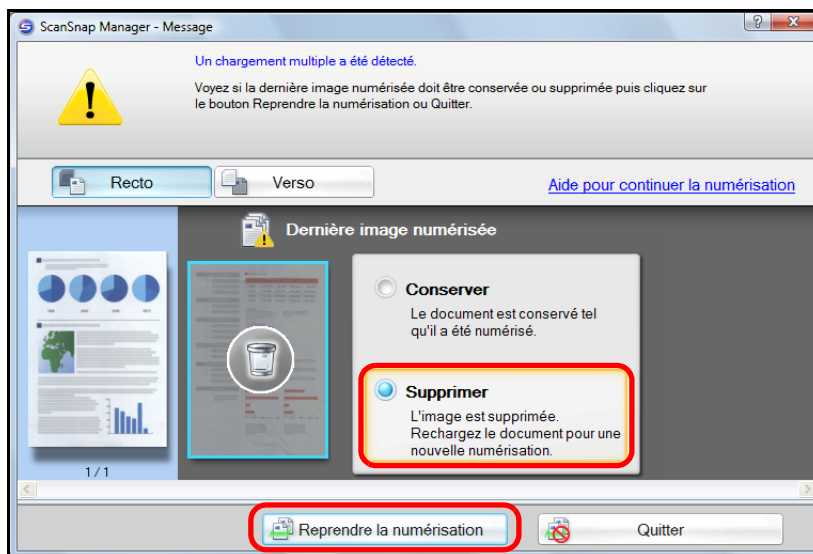 ScanSnap Manager - Message
Un chargement multiple a été détecté.
Voyez si la dernière image numérisée doit être conservée ou supprimée puis cliquez sur
le bouton Reprendre la numérisation ou Quitter.
Recto
Verso
Aide pour continuer la numérisation
Dernière image numérisée
Conserver
Le document est conservé tel
qu'il a été numérisé.
Supprimer
L'image est supprimée.
Rechargez le document pour une
nouvelle numérisation.
1 / 1
Reprendre la numérisation
Quitter